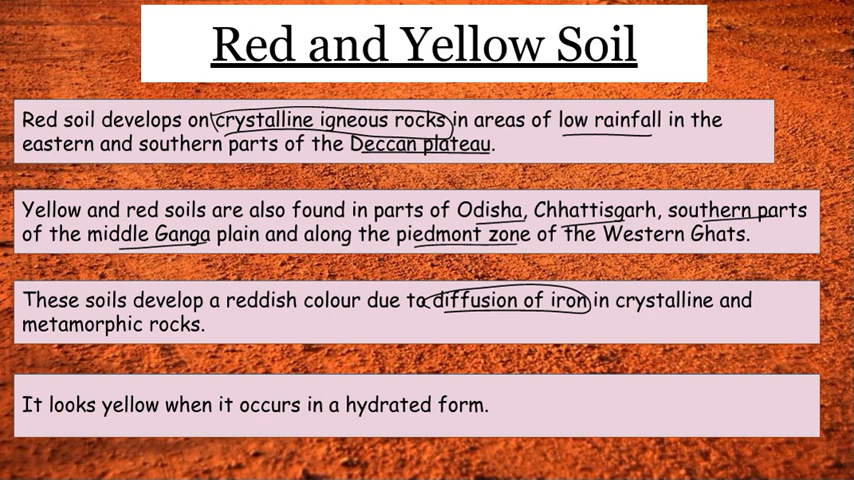 Red and Yellow Soil
Red soil develops on crystalline igneous rocks in areas of low rainfall in the
eastern and southern parts of the Deccan plateau.
Yellow and red soils are also found in parts of Odisha, Chhattisgarh, southern parts
of the middle Ganga plain and along the piedmont zone of the Western Ghats.
These soils develop a reddish colour due to diffusion of iron in crystalline and
metamorphic rocks.
It looks yellow when it occurs in a hydrated form.